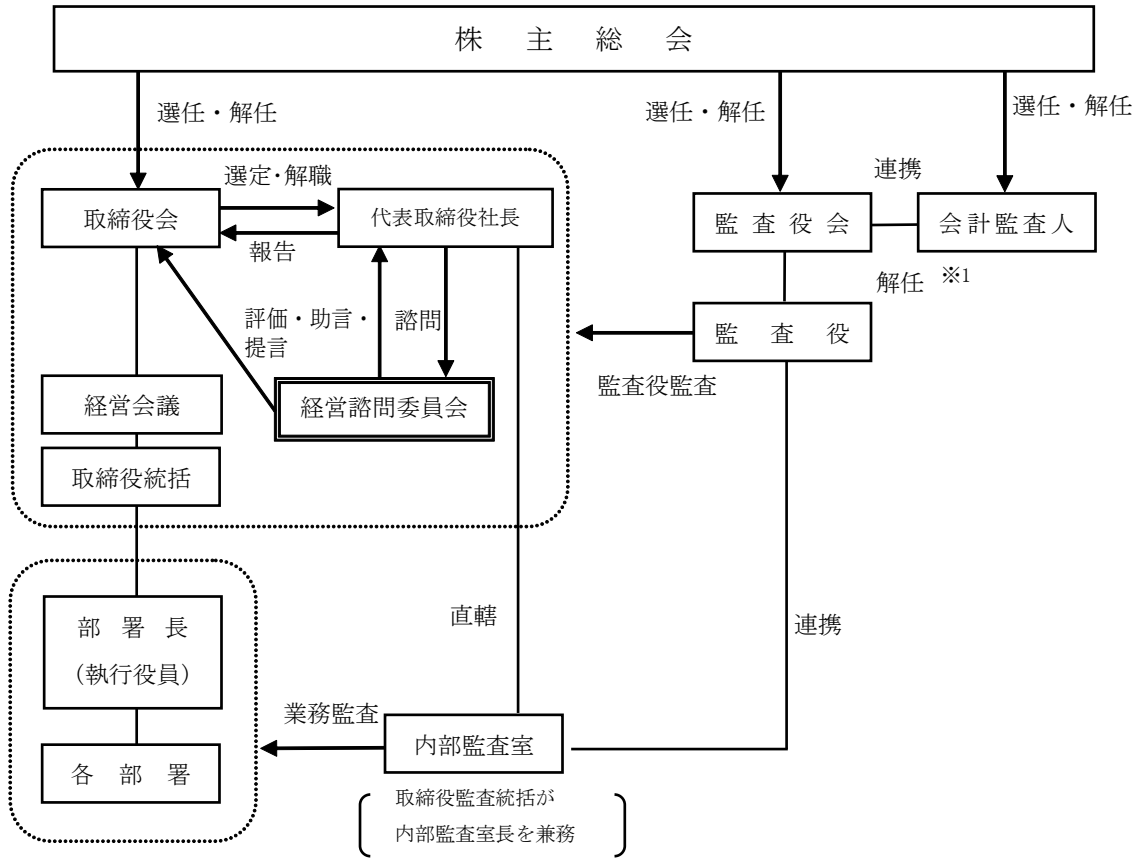 株主総会
選任・解任
選任・解任
選任・解任
選定・解職
連携
取締役会
代表取締役社長
監査役会
会計監査人
報告
解任 ※1
評価・助言・
提言
諮問
監査役
監査役監査
経営会議
経営諮問委員会
取締役統括
部署長
(執行役員)
直轄
連携
業務監査
内部監査室
各部署
取締役監査統括が
内部監査室長を兼務